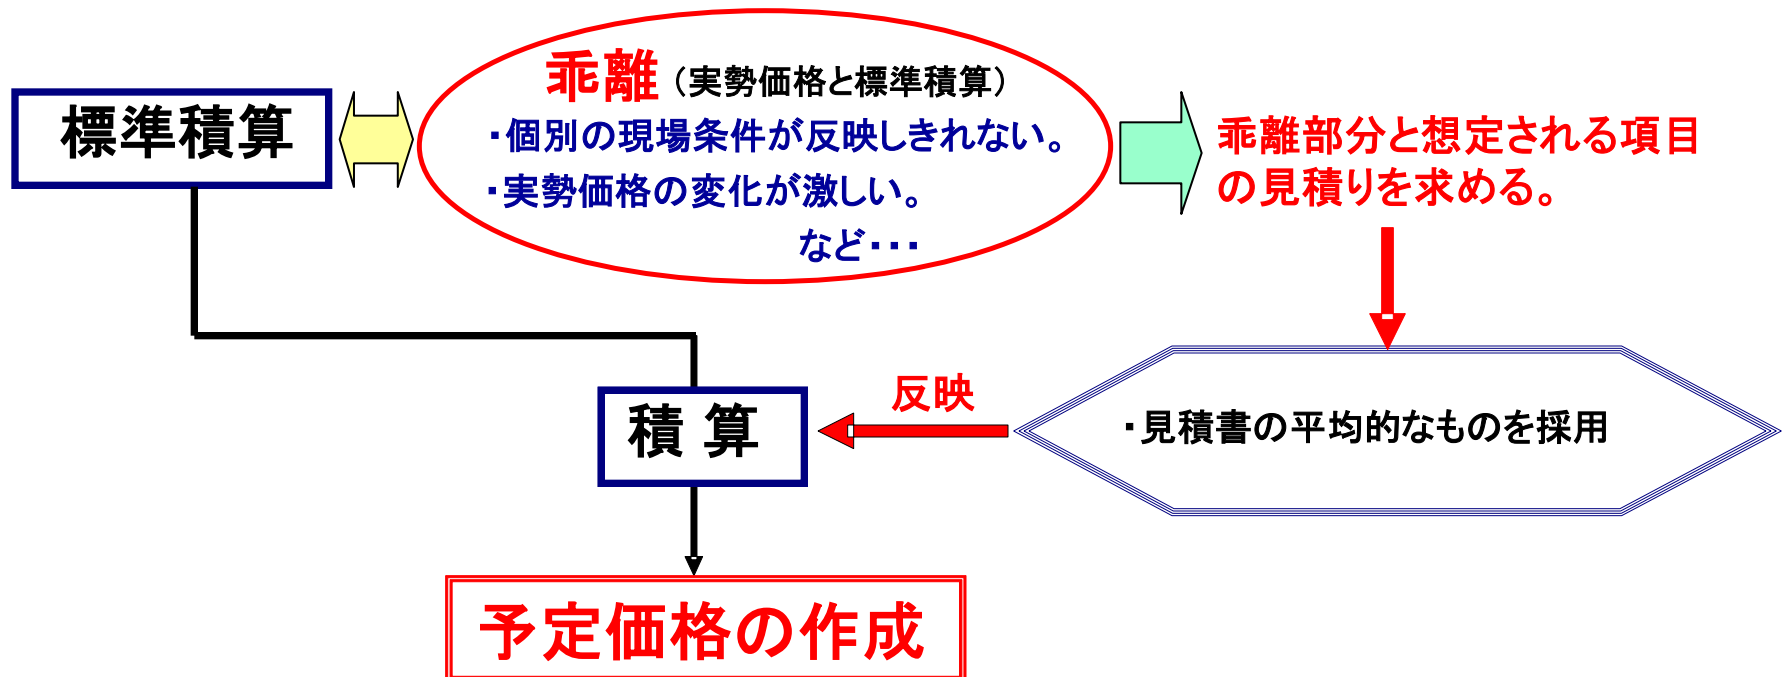 標準積算
乖離（実勢価格と標準積算）
・個別の現場条件が反映しきれない。
・実勢価格の変化が激しい。
など・・・
乖離部分と想定される項目
の見積りを求める。
反映
・見積書の平均的なものを採用
積 算
予定価格の作成